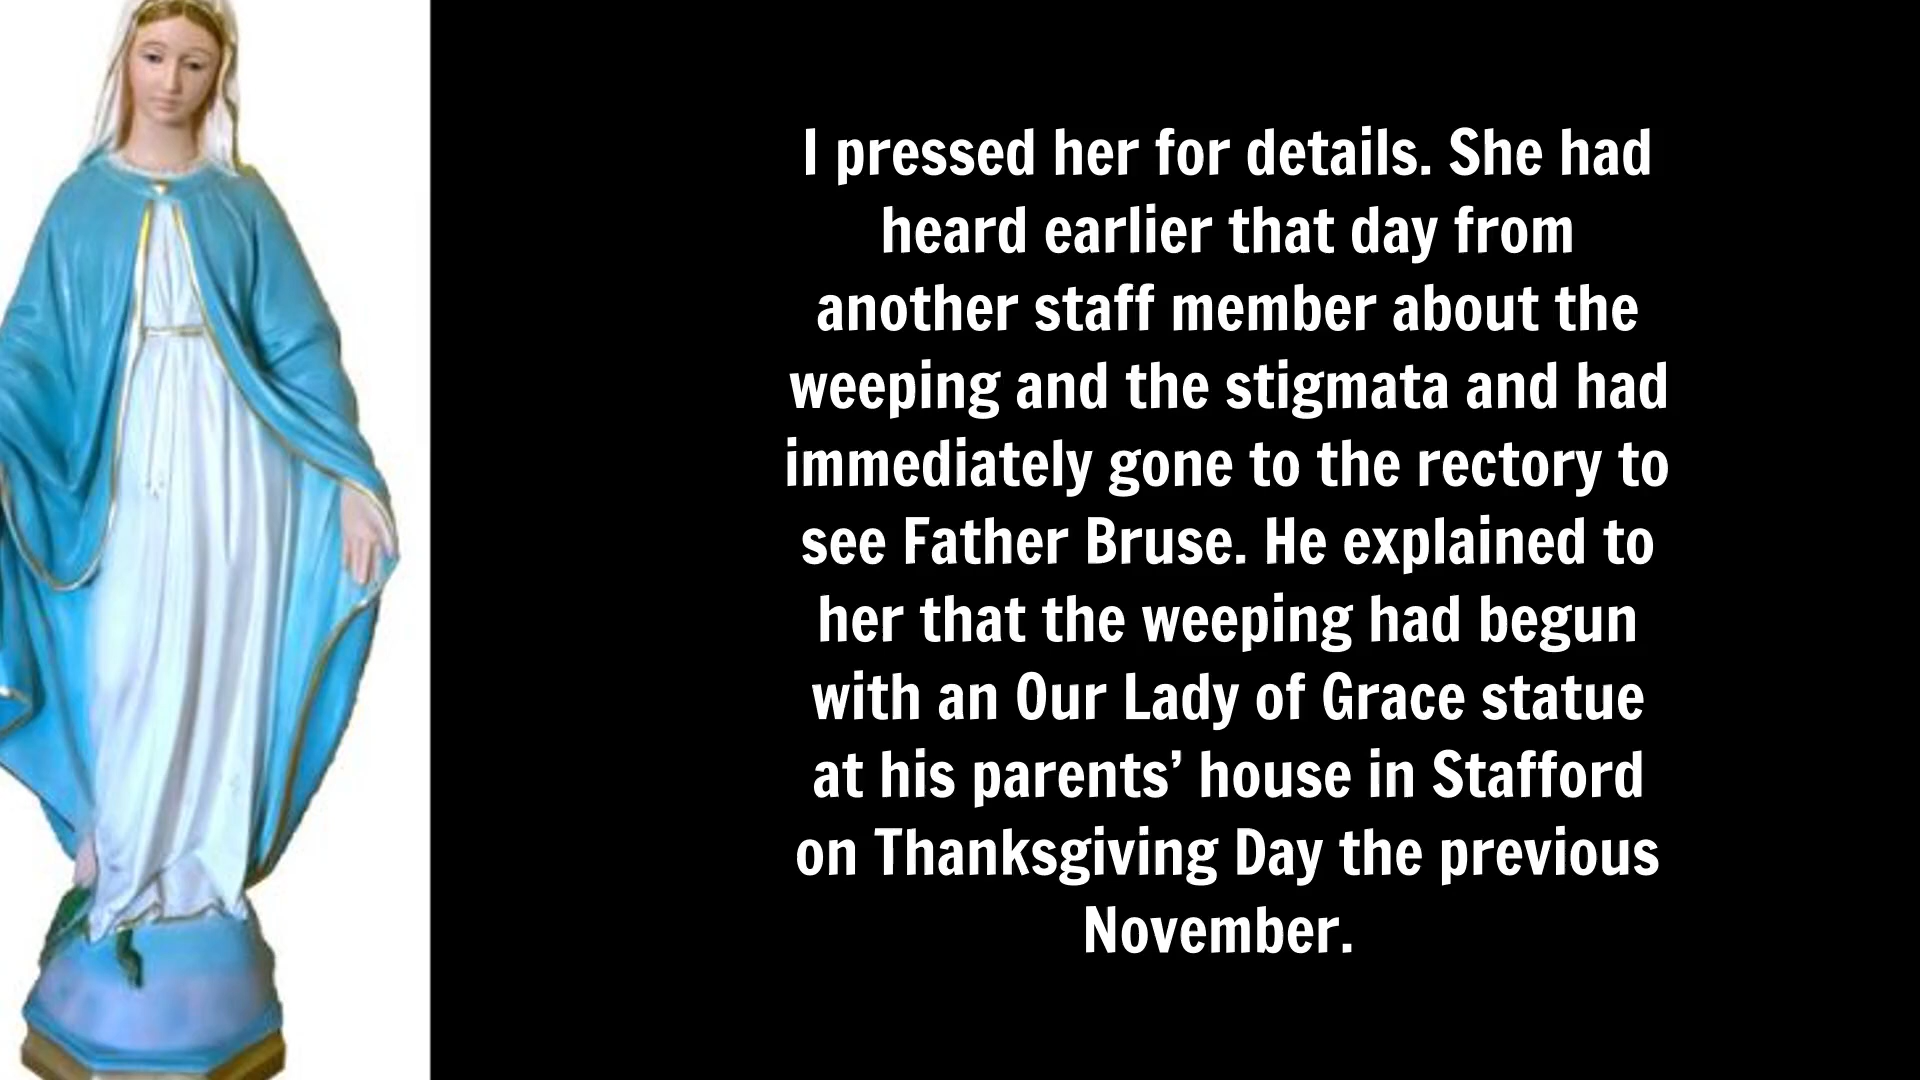 I pressed her for details. She had
heard earlier that day from
another staff member about the
weeping and the stigmata and had
immediately gone to the rectory to
see Father Bruse. He explained to
her that the weeping had begun
with an Our Lady of Grace statue
at his parents’ house in Stafford
on Thanksgiving Day the previous
November.